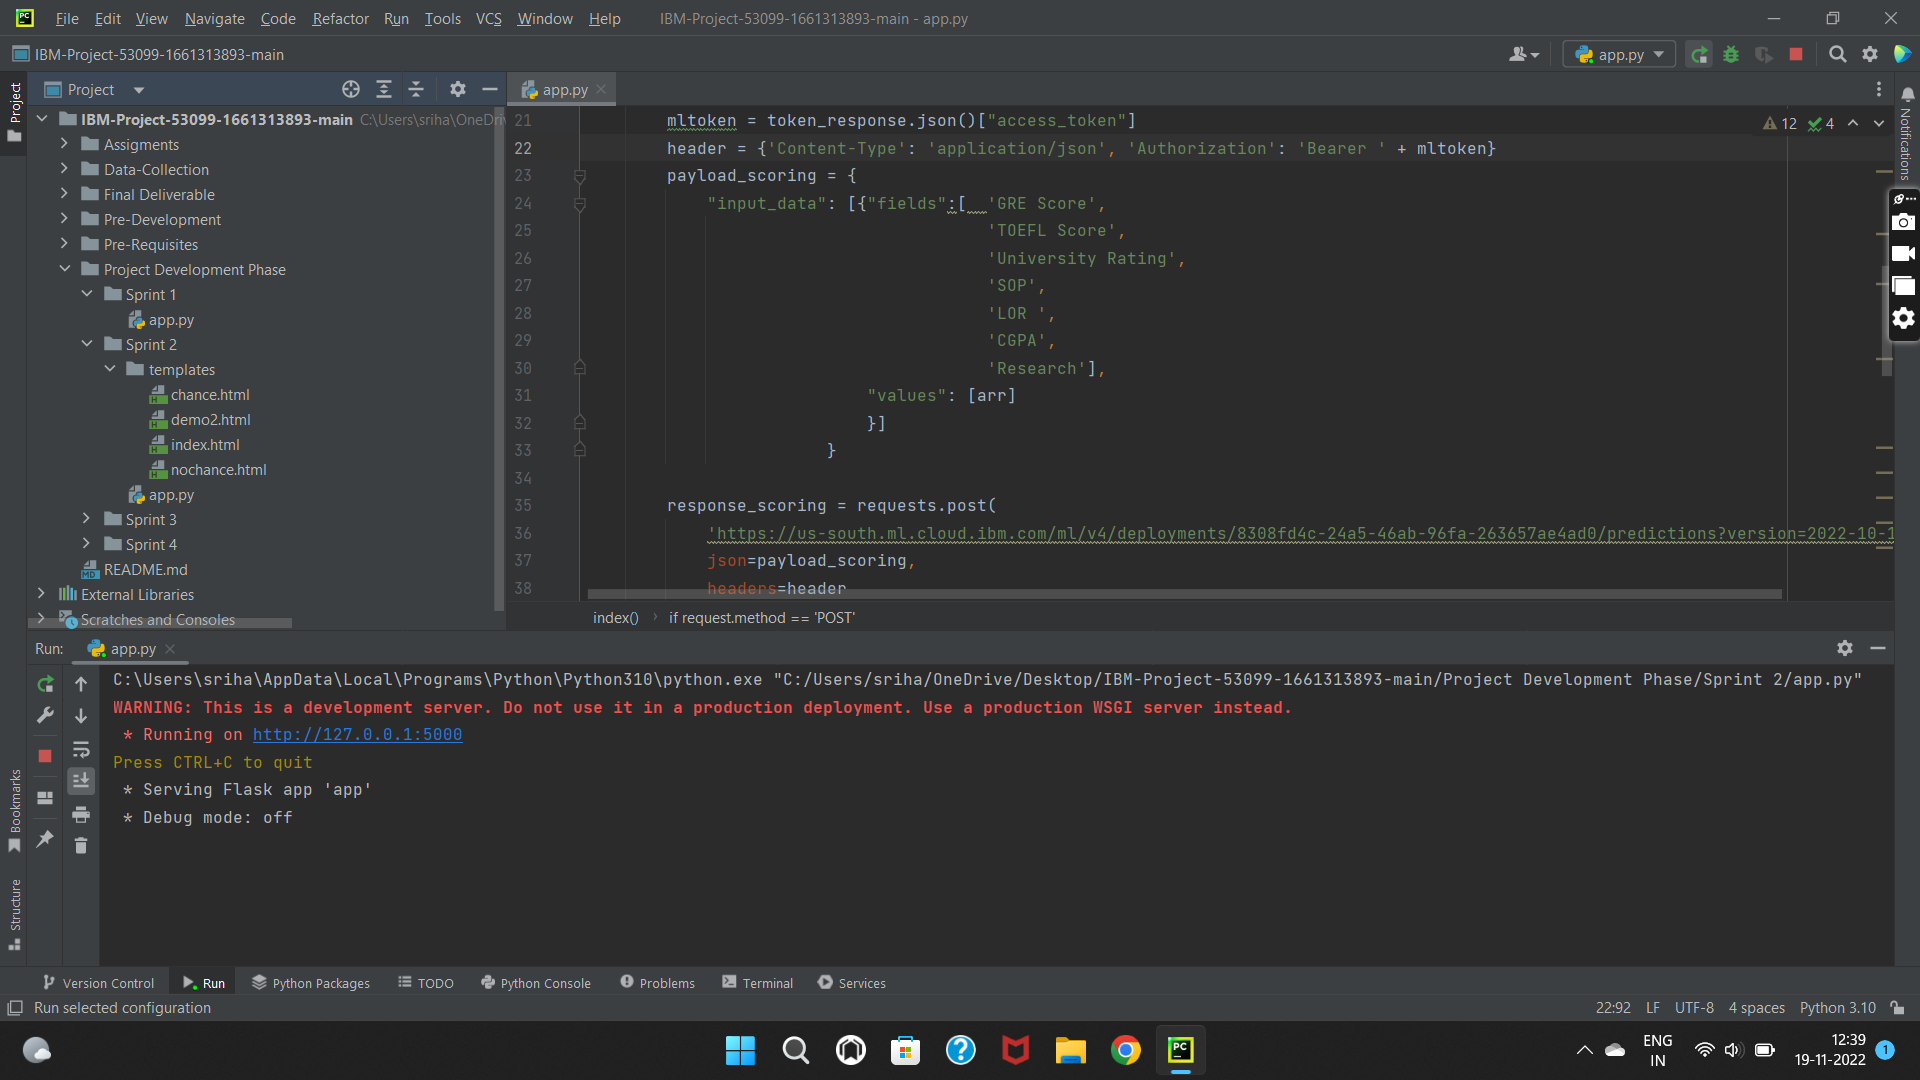 File Edit View Navigate Code Refactor Run Tools VCS Window Help IBM-Project-53099-1661313893-main - app.py
IBM-Project-53099-1661313893-main app.py
Project
Project
app.py
IBM-Project-53099-1661313893-main C:\Users\sriha\OneDri
Assigments
Data-Collection
Final Deliverable
Pre-Development
Pre-Requisites
Project Development Phase
Sprint 1
app.py
Sprint 2
templates
chance.html
demo2.html
index.html
nochance.html
app.py
Sprint 3
Sprint 4
README.md
External Libraries
Scratches and Consoles
21 mltoken = token_response.json()["access_token"]
22 header = {'Content-Type': 'application/json', 'Authorization': 'Bearer ' + mltoken}
23 payload_scoring = {
24 "input_data": [{"fields":[ 'GRE Score',
25 'TOEFL Score',
26 'University Rating',
27 'SOP',
28 'LOR ',
29 'CGPA',
30 'Research'],
31 "values": [arr]
32 }]
33 }
34
35 response_scoring = requests.post(
36 'https://us-south.ml.cloud.ibm.com/ml/v4/deployments/8308fd4c-24a5-46ab-96fa-263657ae4ad0/predictions?version=2022-10-1
37 json=payload_scoring,
38 headers=header
12 4
Notifications
index() if request.method == 'POST'
Run: app.py
C:\Users\sriha\AppData\Local\Programs\Python\Python310\python.exe "C:/Users/sriha/OneDrive/Desktop/IBM-Project-53099-1661313893-main/Project Development Phase/Sprint 2/app.py"
WARNING: This is a development server. Do not use it in a production deployment. Use a production WSGI server instead.
* Running on http://127.0.0.1:5000
Press CTRL+C to quit
* Serving Flask app 'app'
* Debug mode: off
Bookmarks
Structure
Version Control Run Python Packages TODO Python Console Problems Terminal Services
Run selected configuration 22:92 LF UTF-8 4 spaces Python 3.10
ENG
IN
12:39
19-11-2022
1